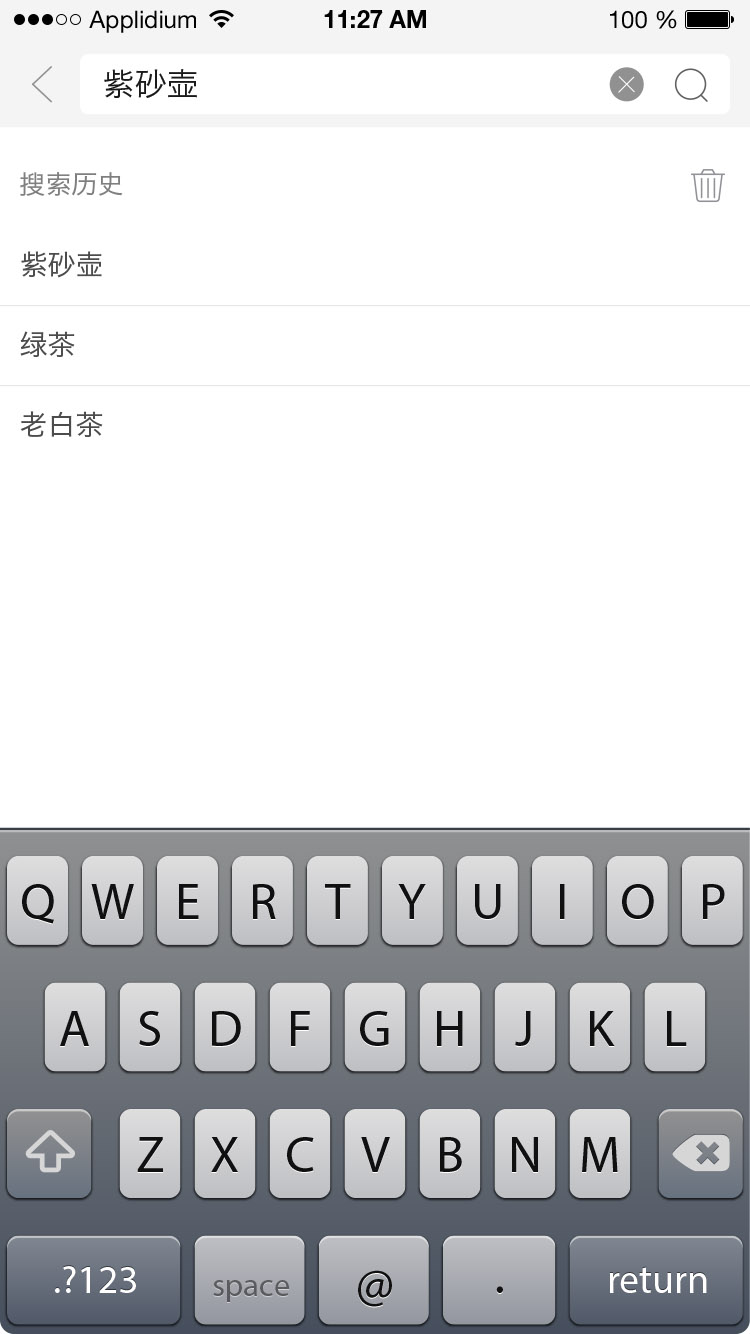 Applidium 11:27 AM 100 %
紫砂壶
搜索历史
紫砂壶
绿茶
老白茶
Q W E R T Y U I O P
A S D F G H J K L
Z X C V B N M
.?123 space @ . return